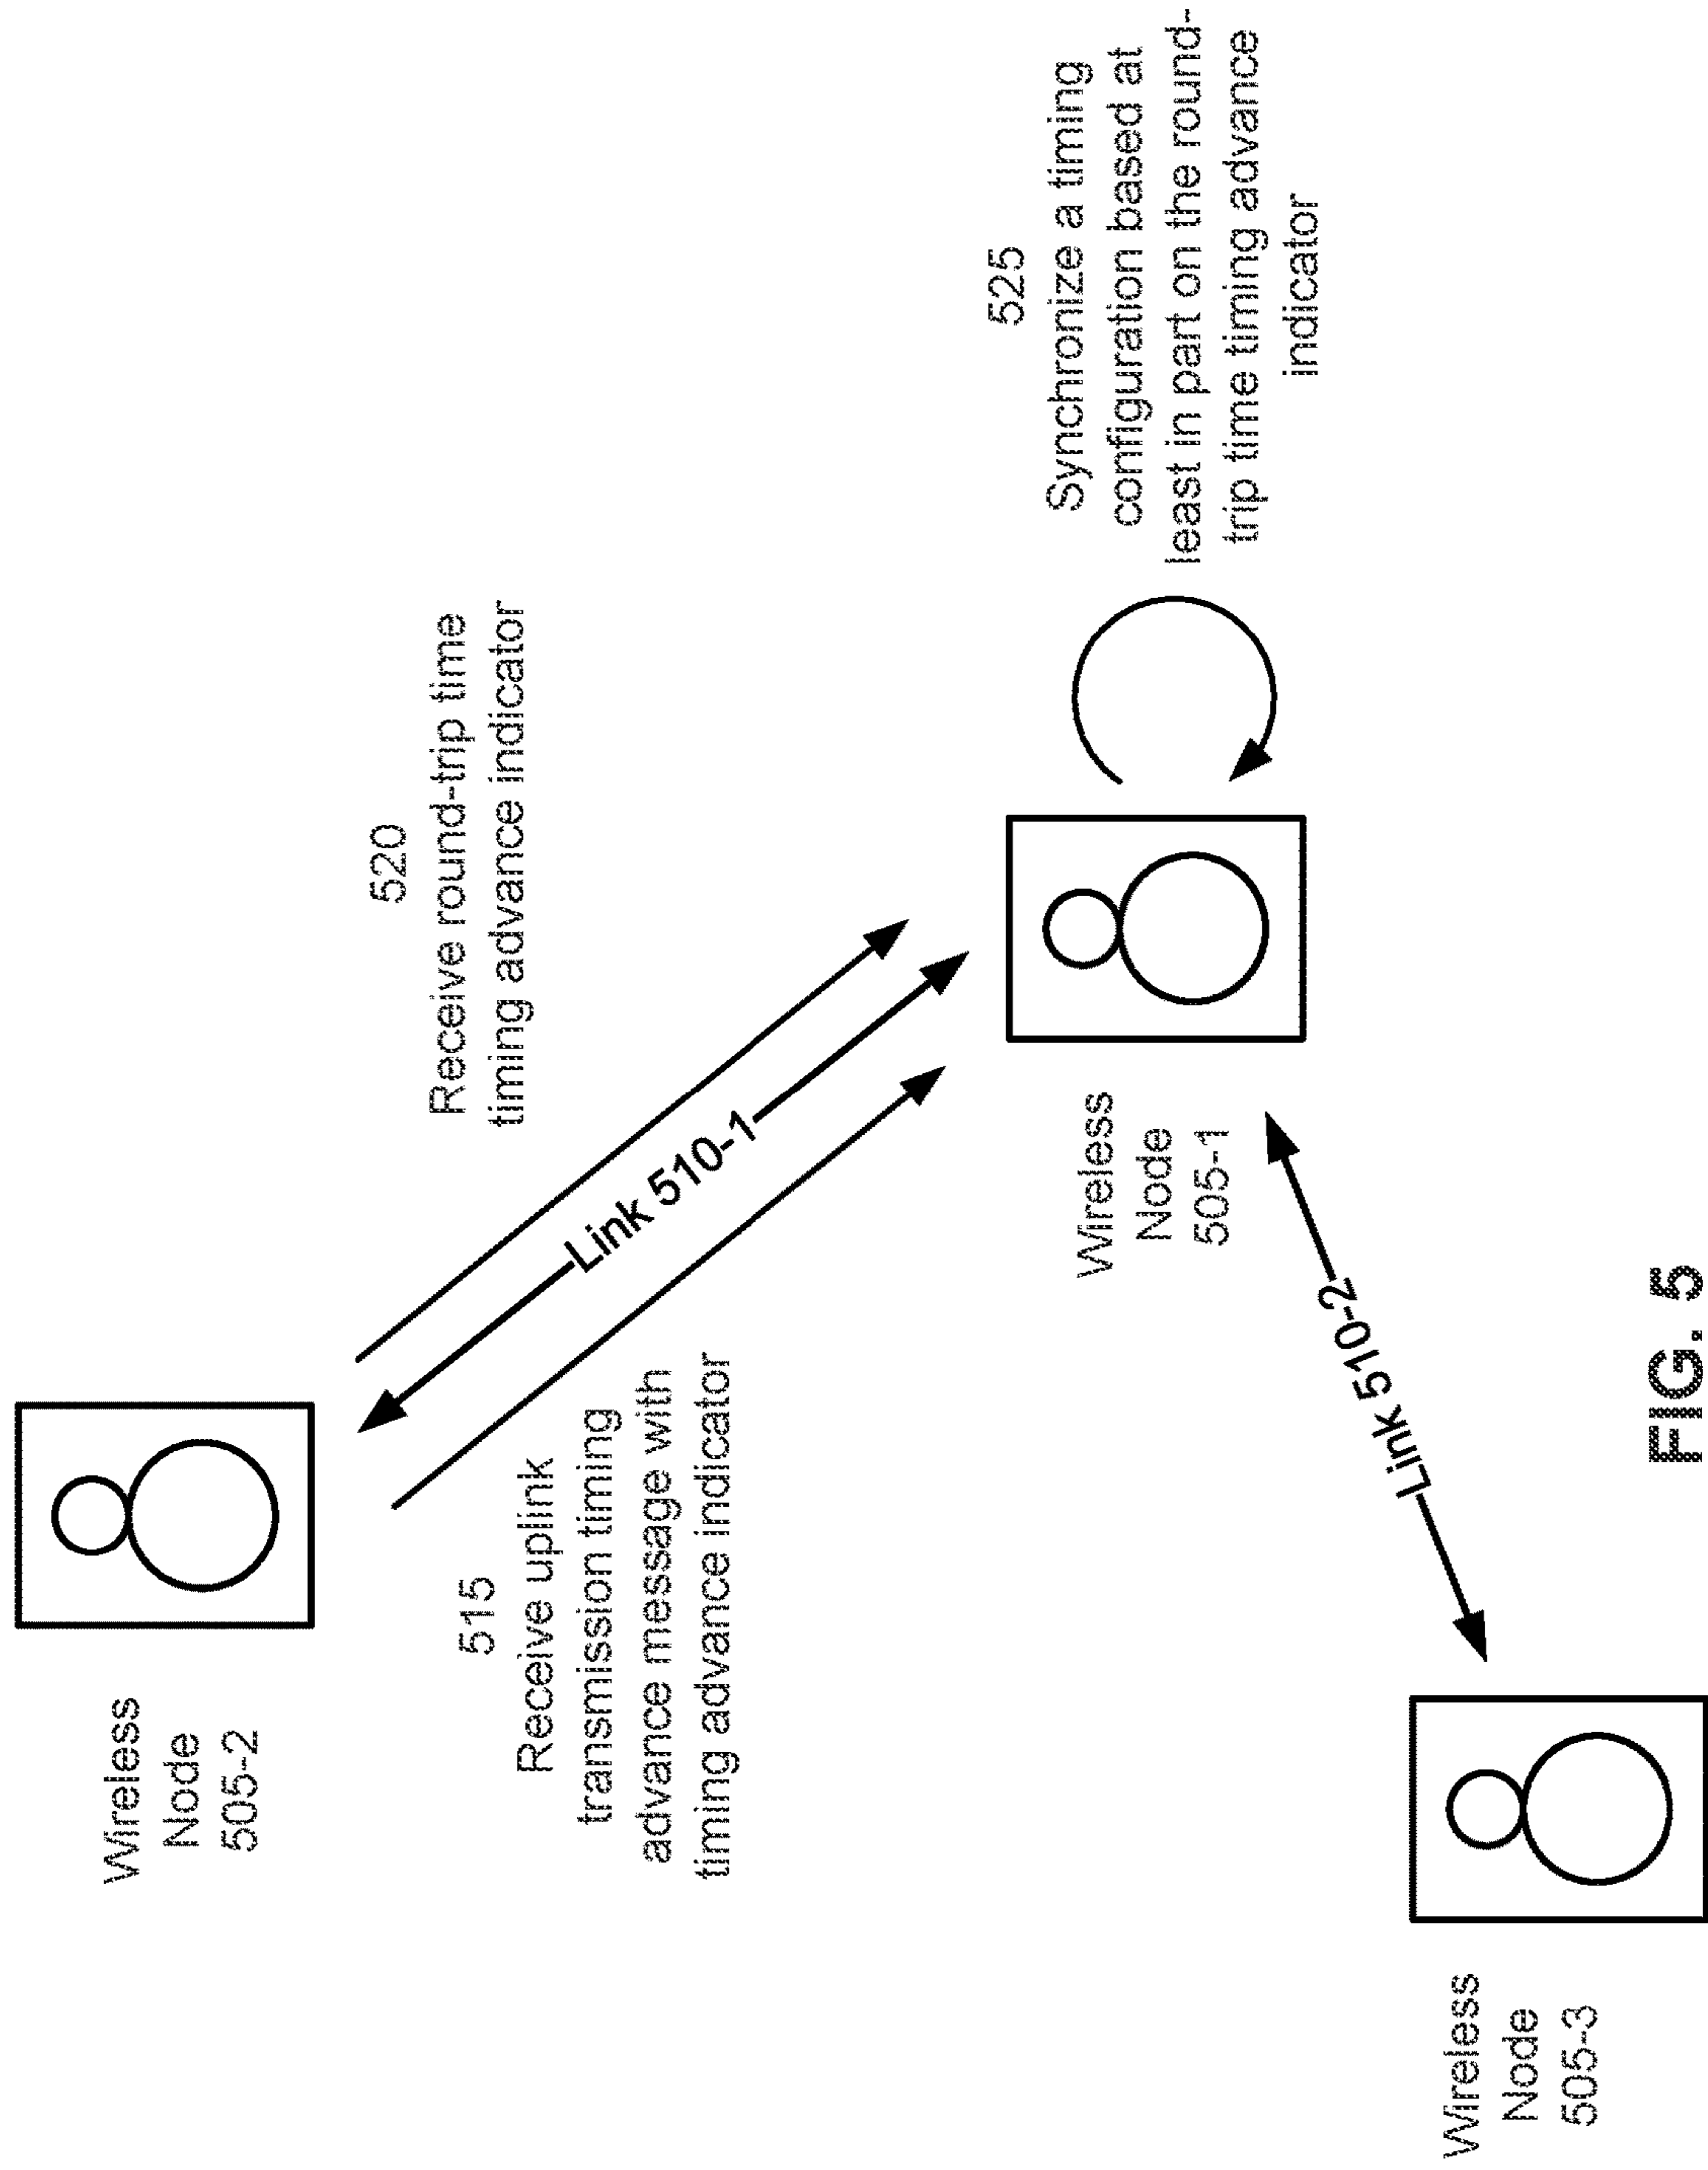 Wireless
Node
505-2
515
Receive uplink
transmission timing
advance message with
timing advance indicator
520
Receive round-trip time
timing advance indicator
Link 510-1
525
Synchronize a timing
configuration based at
least in part on the round-
trip time timing advance
indicator
Wireless
Node
505-1
Link 510-2
Wireless
Node
505-3
FIG. 5